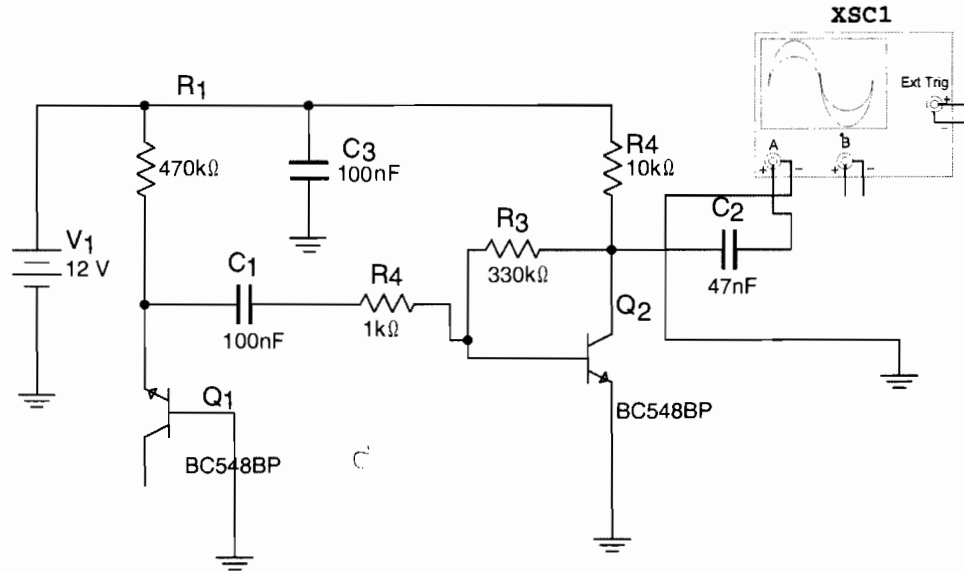 XSC1
Ext Trig
+
−
A
B
+
−
+
−
R1
470kΩ
C3
100nF
R4
10kΩ
V1
12 V
C1
100nF
R4
1kΩ
R3
330kΩ
C2
47nF
Q2
BC548BP
Q1
BC548BP